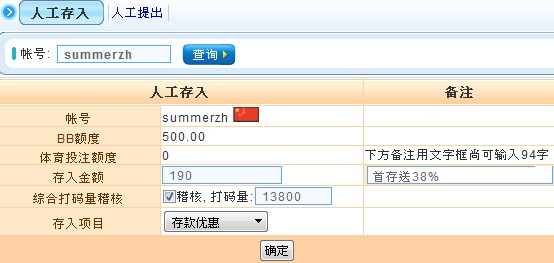 人工存入 人工提出
帐号: summerzh 查询
人工存入 备注
帐号 summerzh
BB额度 500.00
体育投注额度 0 下方备注用文字框尚可输入94字
存入金额 190 首存送38%
综合打码量稽核 稽核, 打码量: 13800
存入项目 存款优惠
确定